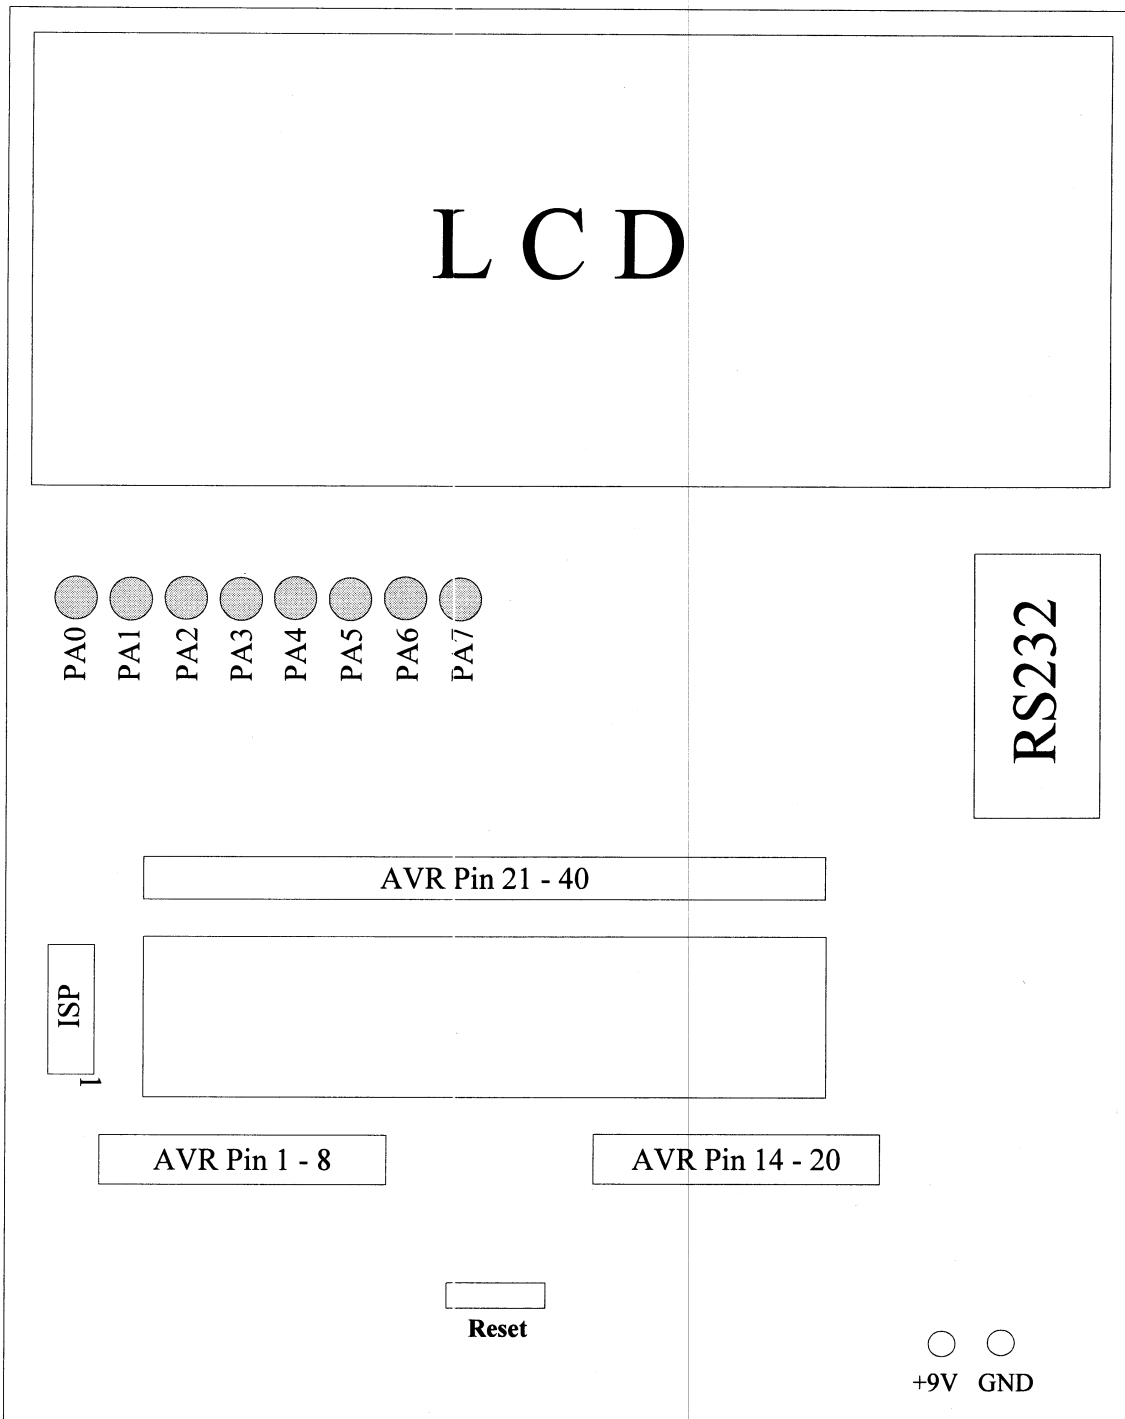 L C D
PA0 PA1 PA2 PA3 PA4 PA5 PA6 PA7
RS232
AVR Pin 21 - 40
ISP
1
AVR Pin 1 - 8
AVR Pin 14 - 20
Reset
+9V GND